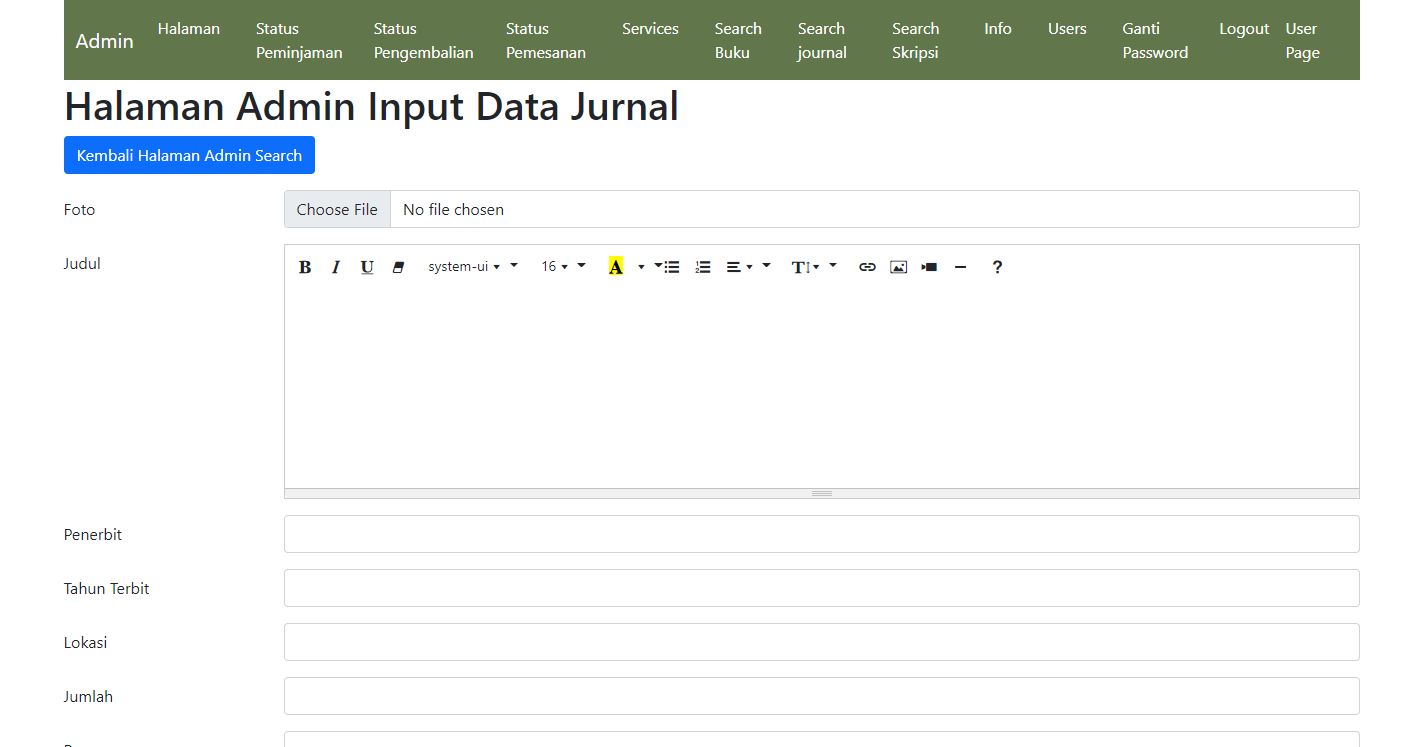 Admin Halaman Status Peminjaman Status Pengembalian Status Pemesanan Services Search Buku Search journal Search Skripsi Info Users Ganti Password Logout User Page
Halaman Admin Input Data Jurnal
Kembali Halaman Admin Search
Foto Choose File No file chosen
Judul
B I U system-ui 16 A T ?
Penerbit
Tahun Terbit
Lokasi
Jumlah